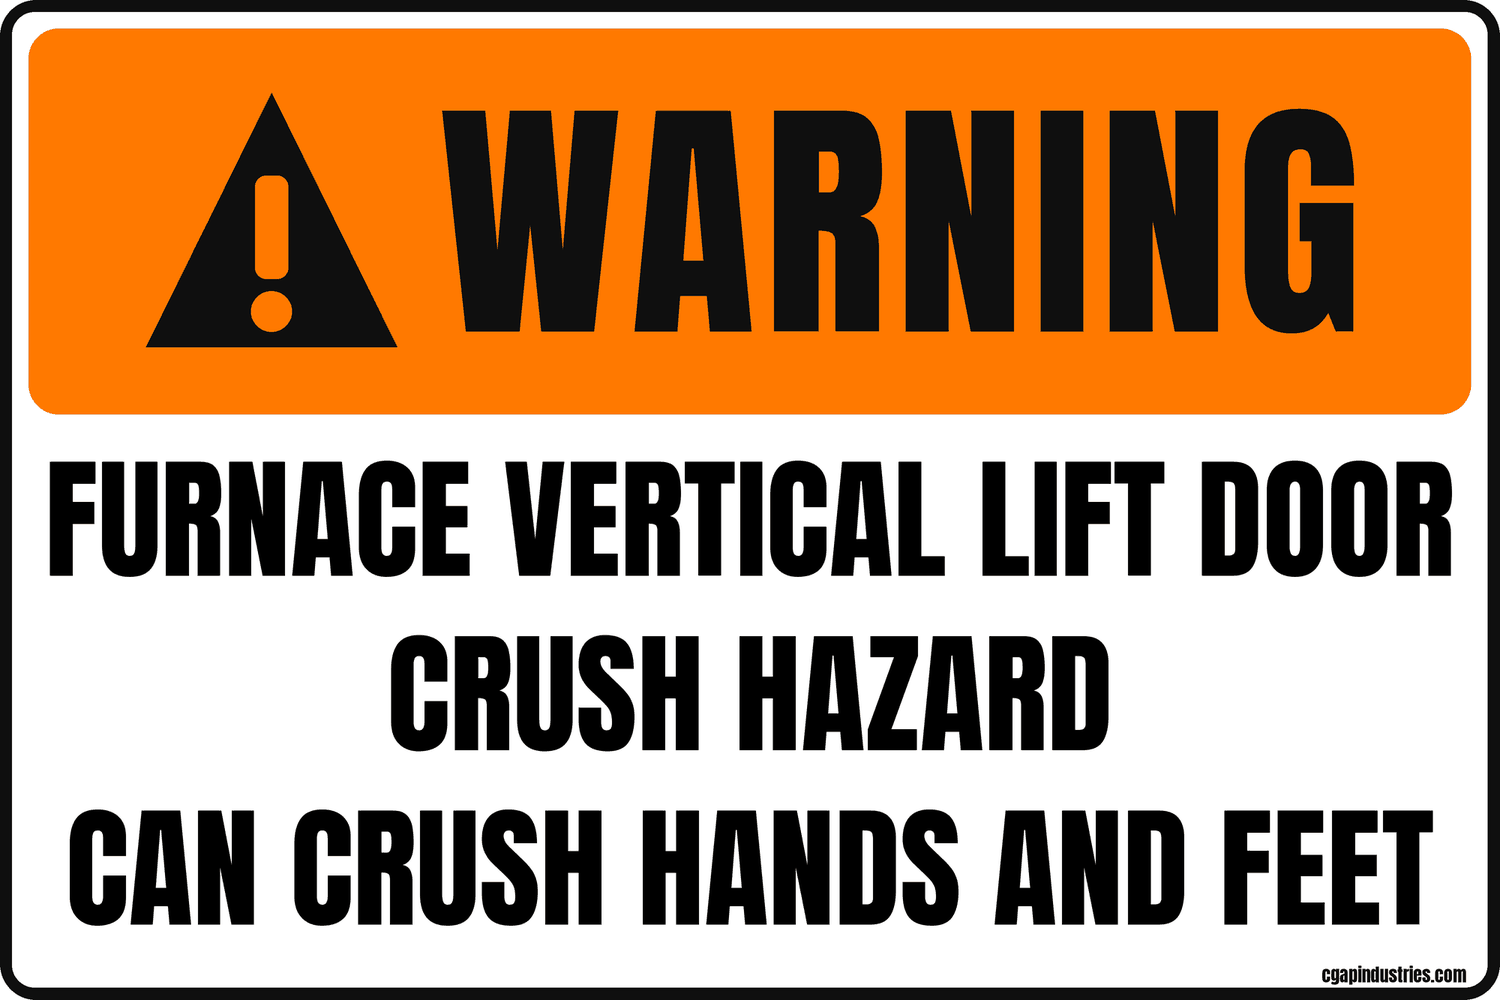 WARNING
FURNACE VERTICAL LIFT DOOR
CRUSH HAZARD
CAN CRUSH HANDS AND FEET
cgapindustries.com